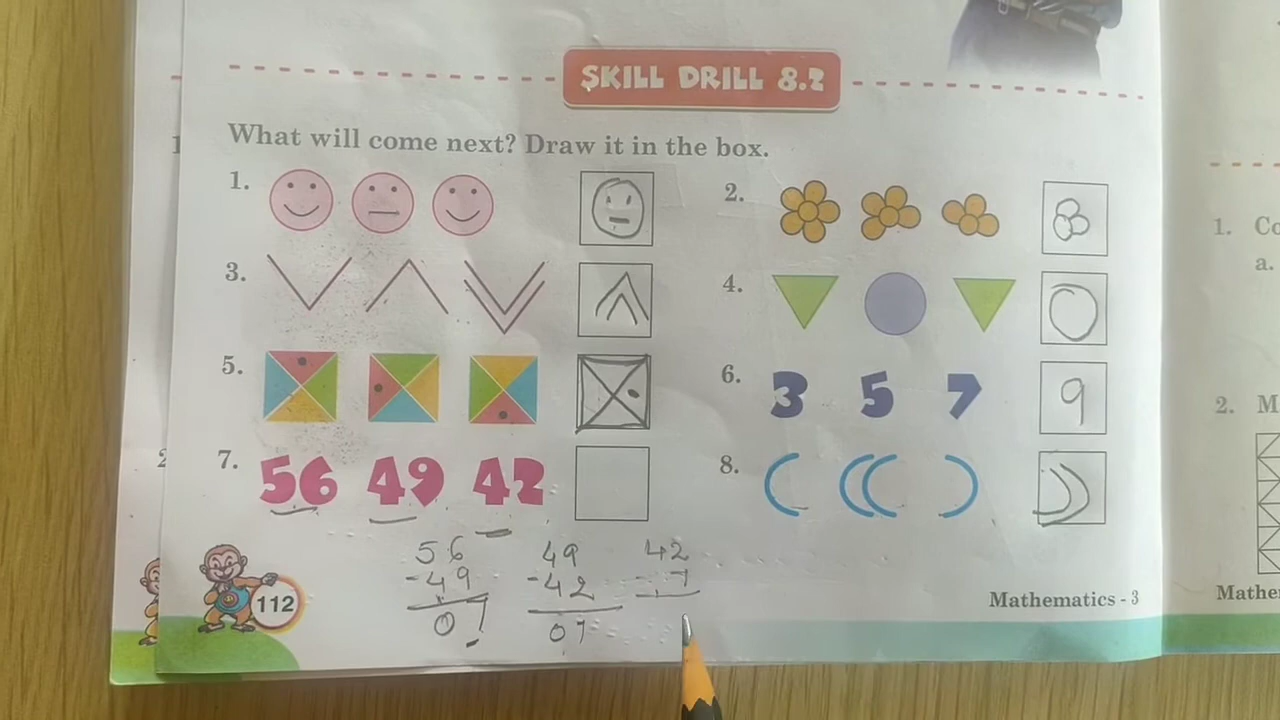 SKILL DRILL 8.2
What will come next? Draw it in the box.
1.
2.
3.
4.
5.
6. 3 5 7 9
7. 56 49 42
8.
56 49 42
-49 -42 -7
07 07
112
Mathematics - 3
1. Co
a.
2. M
Mathe